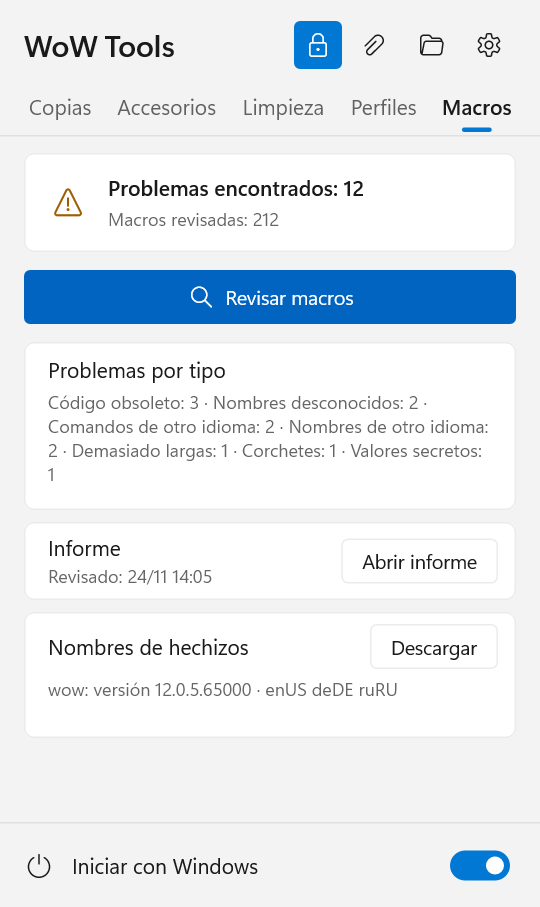 WoW Tools
Copias Accesorios Limpieza Perfiles Macros
Problemas encontrados: 12
Macros revisadas: 212
Revisar macros
Problemas por tipo
Código obsoleto: 3 · Nombres desconocidos: 2 ·
Comandos de otro idioma: 2 · Nombres de otro idioma:
2 · Demasiado largas: 1 · Corchetes: 1 · Valores secretos:
1
Informe
Revisado: 24/11 14:05
Abrir informe
Nombres de hechizos
Descargar
wow: versión 12.0.5.65000 · enUS deDE ruRU
Iniciar con Windows